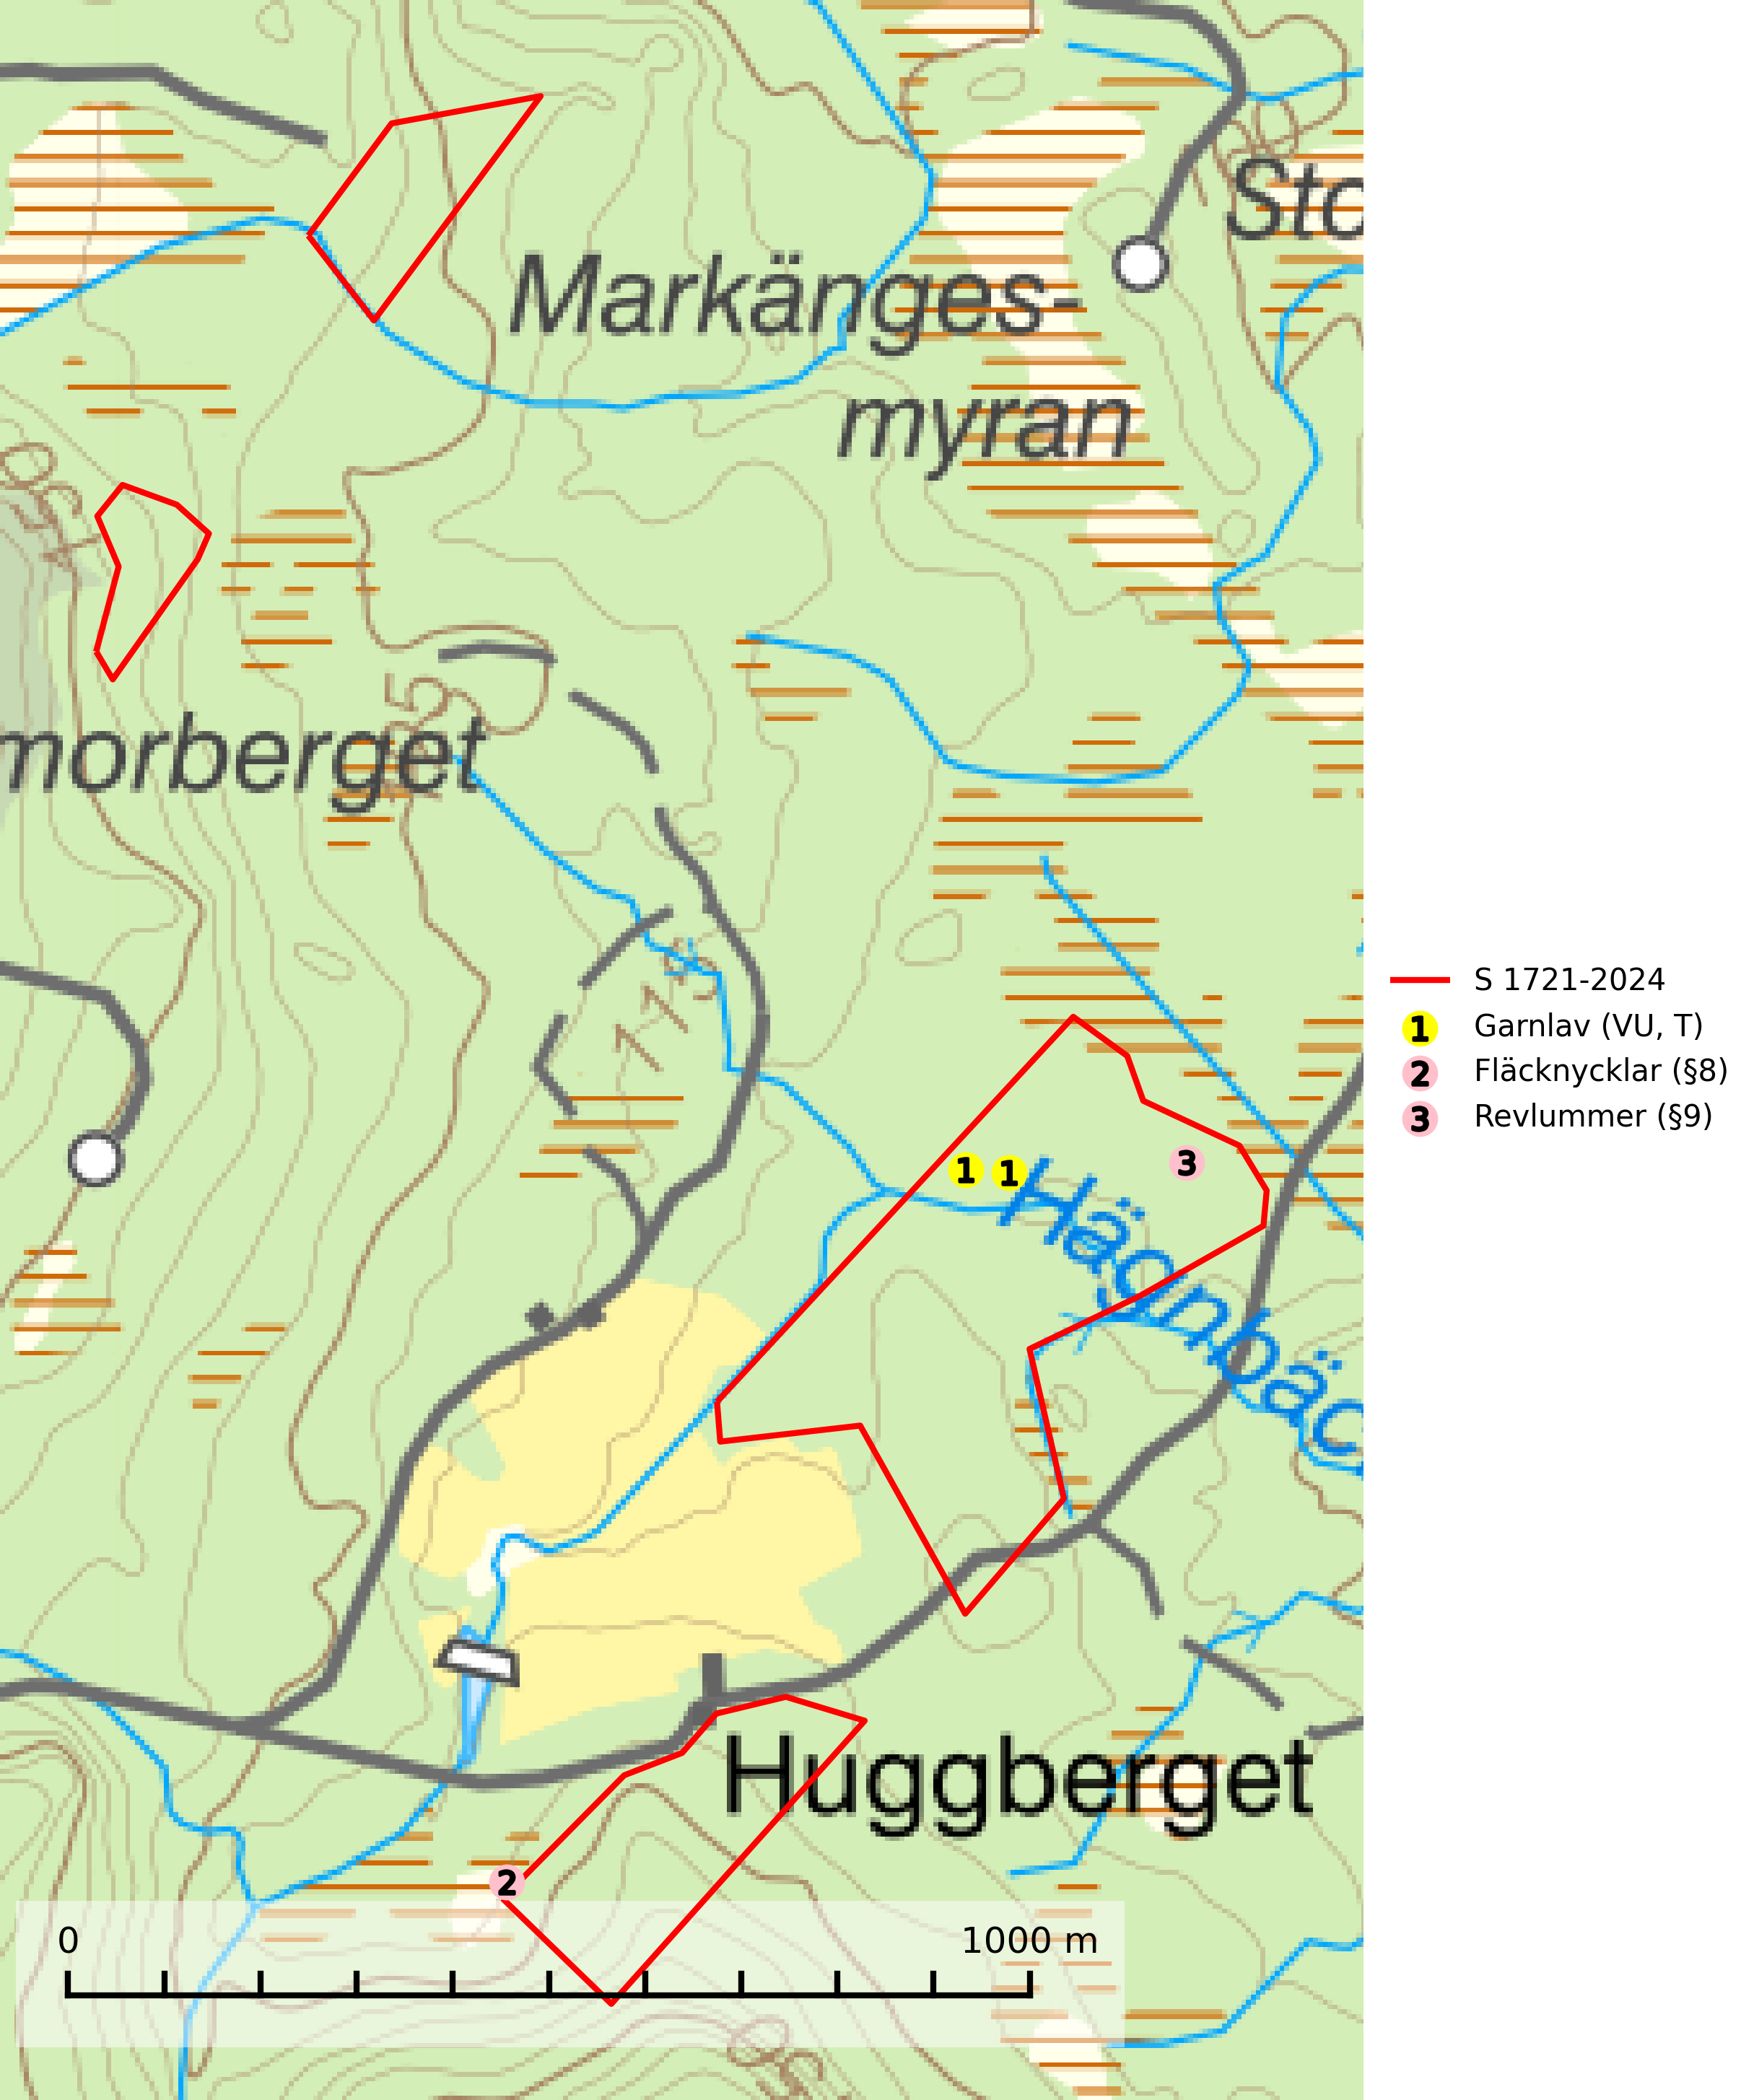 Sto
Markänges-
myran
morberget
175
Hägnbäc
Huggberget
0 1000 m
S 1721-2024
1 Garnlav (VU, T)
2 Fläcknycklar (§8)
3 Revlummer (§9)
1 1
3
2